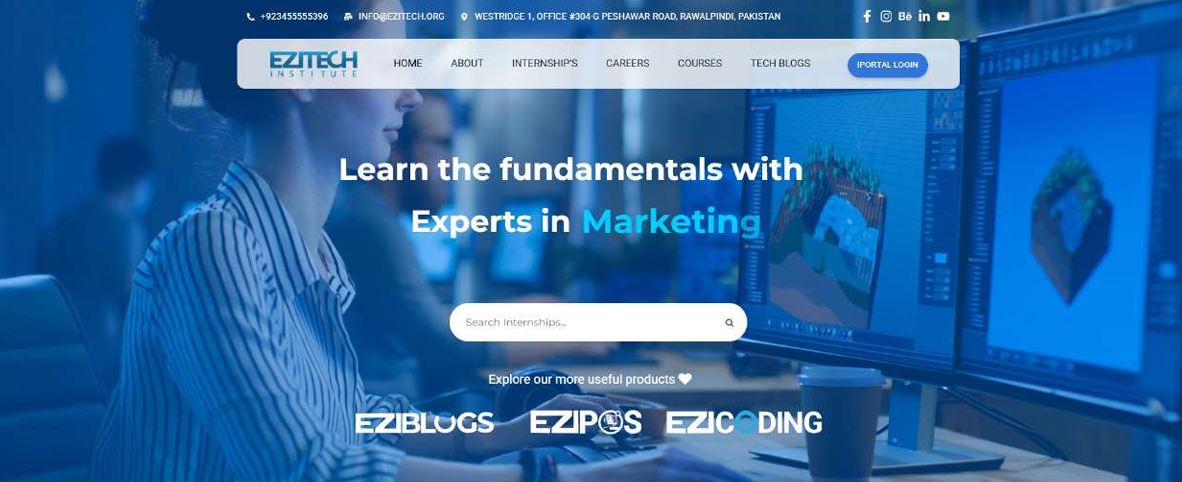 +923455555396 INFO@EZITECH.ORG WESTRIDGE 1, OFFICE #304-G PESHAWAR ROAD, RAWALPINDI, PAKISTAN
EZITECH
INSTITUTE
HOME ABOUT INTERNSHIP'S CAREERS COURSES TECH BLOGS IPORTAL LOGIN
Learn the fundamentals with
Experts in Marketing
Search Internships...
Explore our more useful products
EZIBLOGS EZIPOS EZICODING